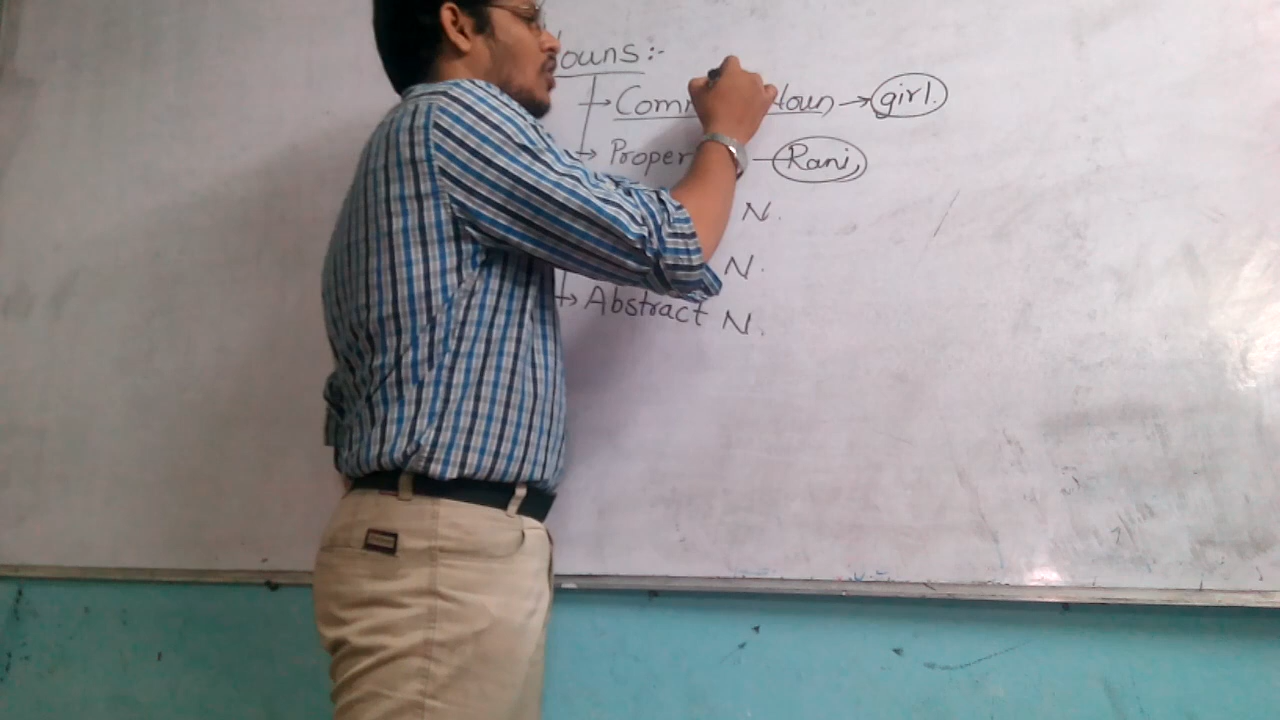 Nouns:-
→ Common Noun → girl.
→ Proper — Rani,
N.
N.
→ Abstract N.